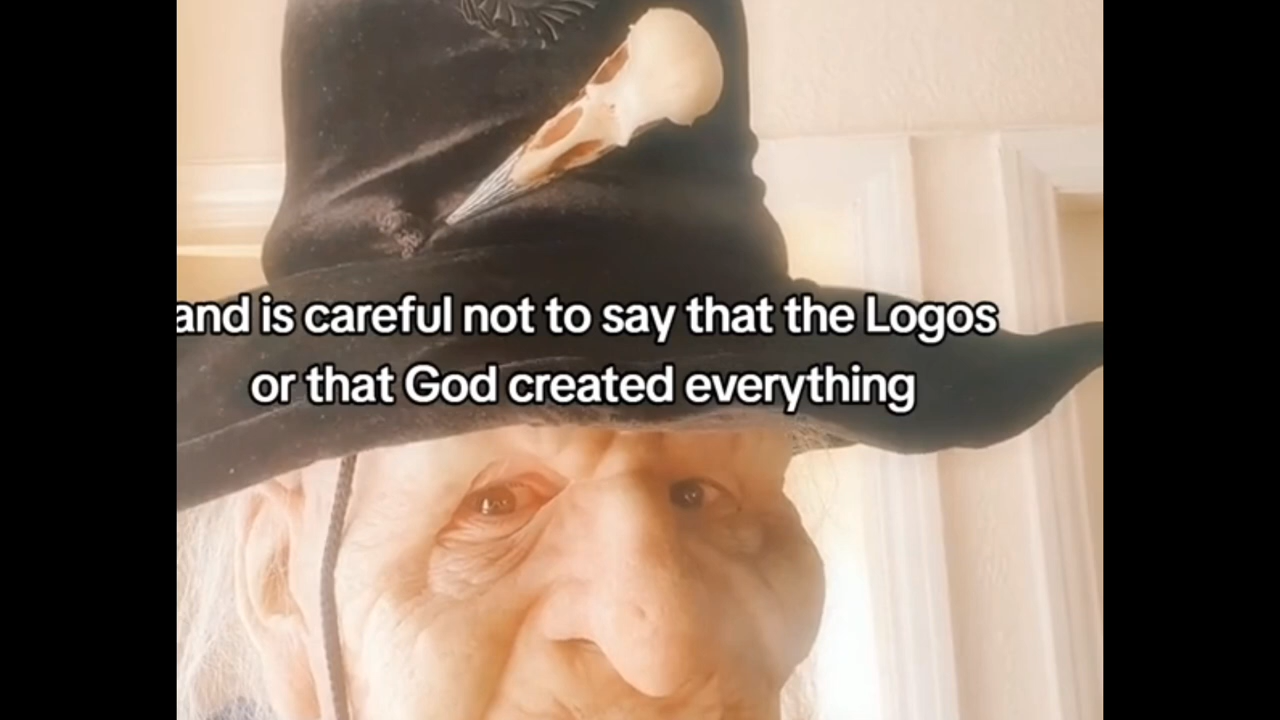 and is careful not to say that the Logos
or that God created everything